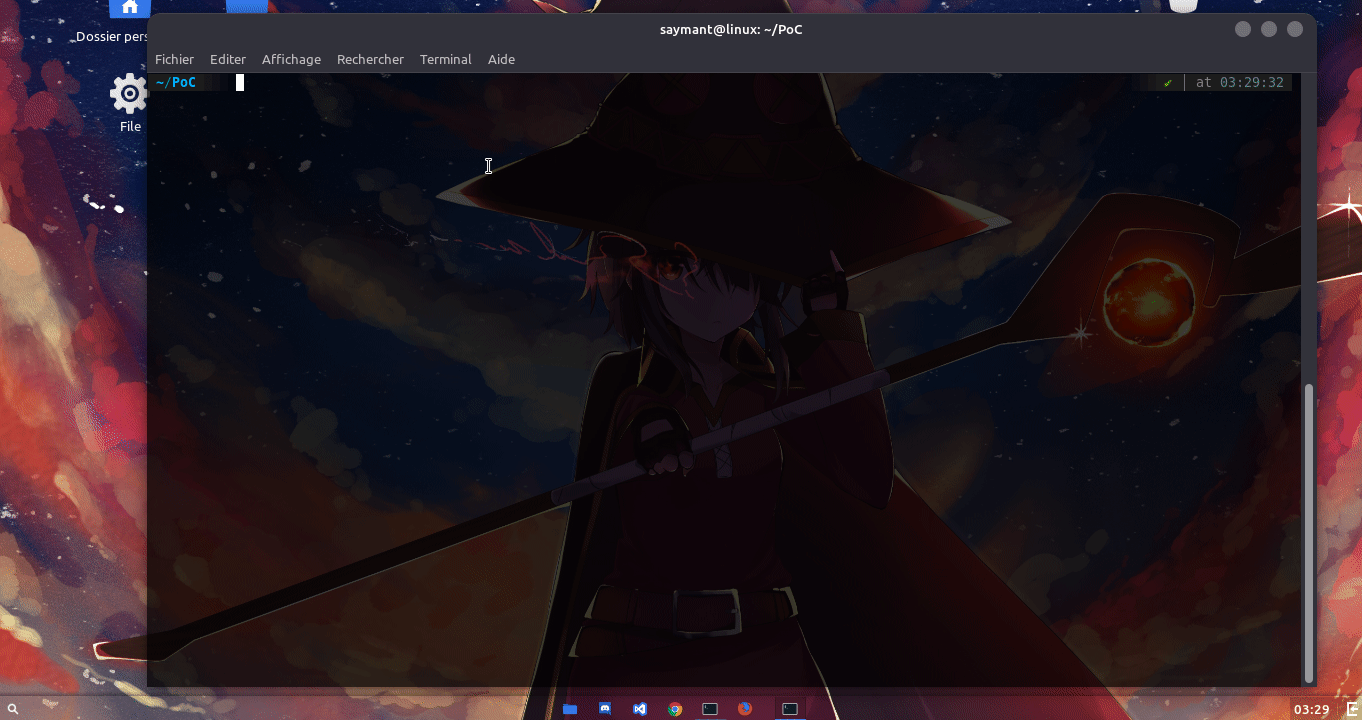 saymant@linux: ~/PoC
Dossier pers
Fichier Editer Affichage Rechercher Terminal Aide
~/PoC ✔ at 03:29:32
File
03:29